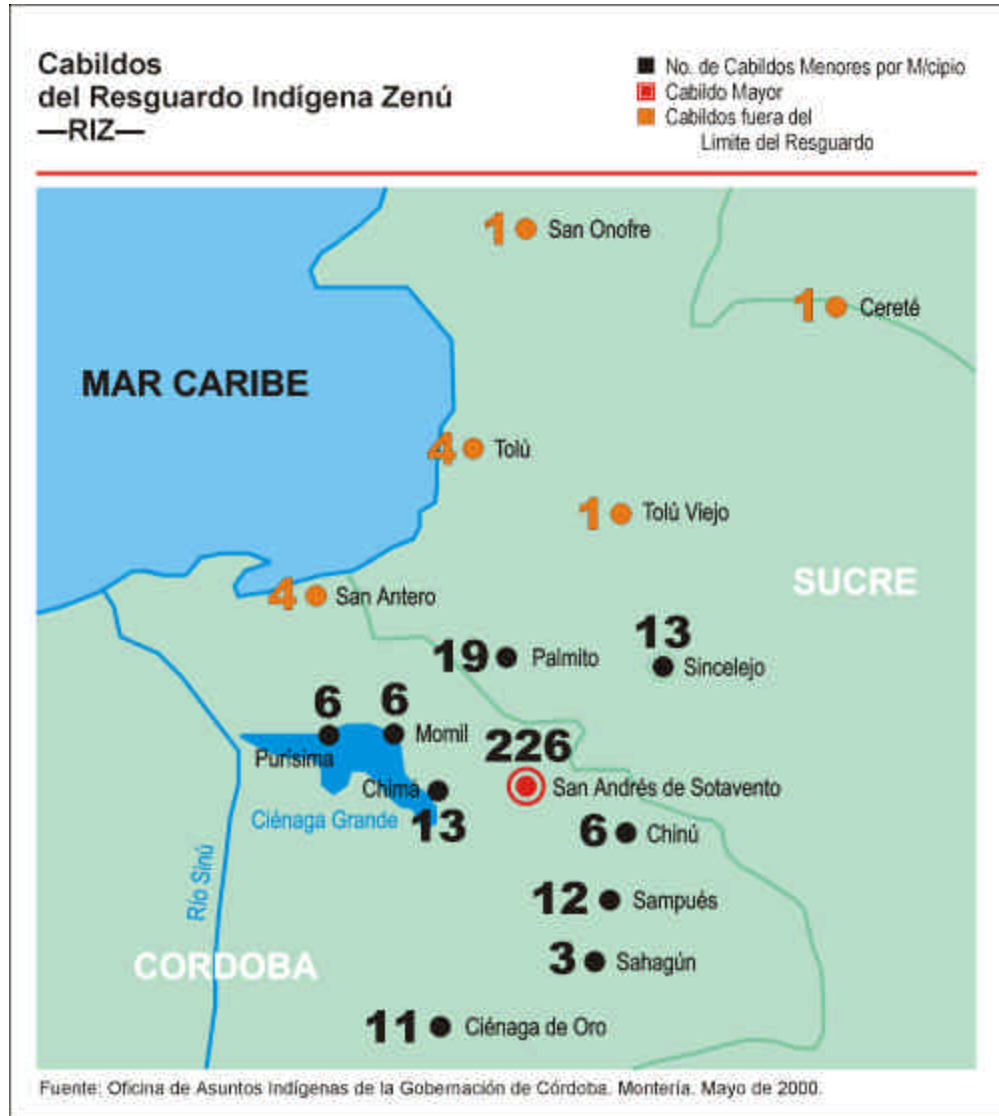 Cabildos
del Resguardo Indígena Zenú
—RIZ—
No. de Cabildos Menores por M/cipio
Cabildo Mayor
Cabildos fuera del
Limite del Resguardo
1 San Onofre
1 Cereté
MAR CARIBE
4 Tolú
1 Tolú Viejo
SUCRE
4 San Antero
19 Palmito
13
Sincelejo
6
Purísima
6
Momil
226
San Andrés de Sotavento
Chimá
13
Ciénaga Grande
6 Chinú
Río Sinú
12 Sampués
3 Sahagún
CORDOBA
11 Ciénaga de Oro
Fuente: Oficina de Asuntos Indígenas de la Gobernación de Córdoba. Montería. Mayo de 2000.